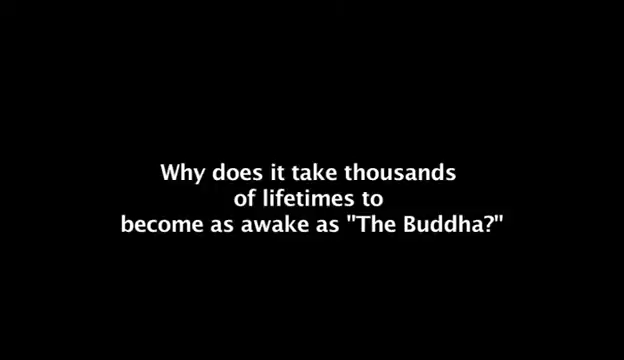 Why does it take thousands
of lifetimes to
become as awake as "The Buddha?"